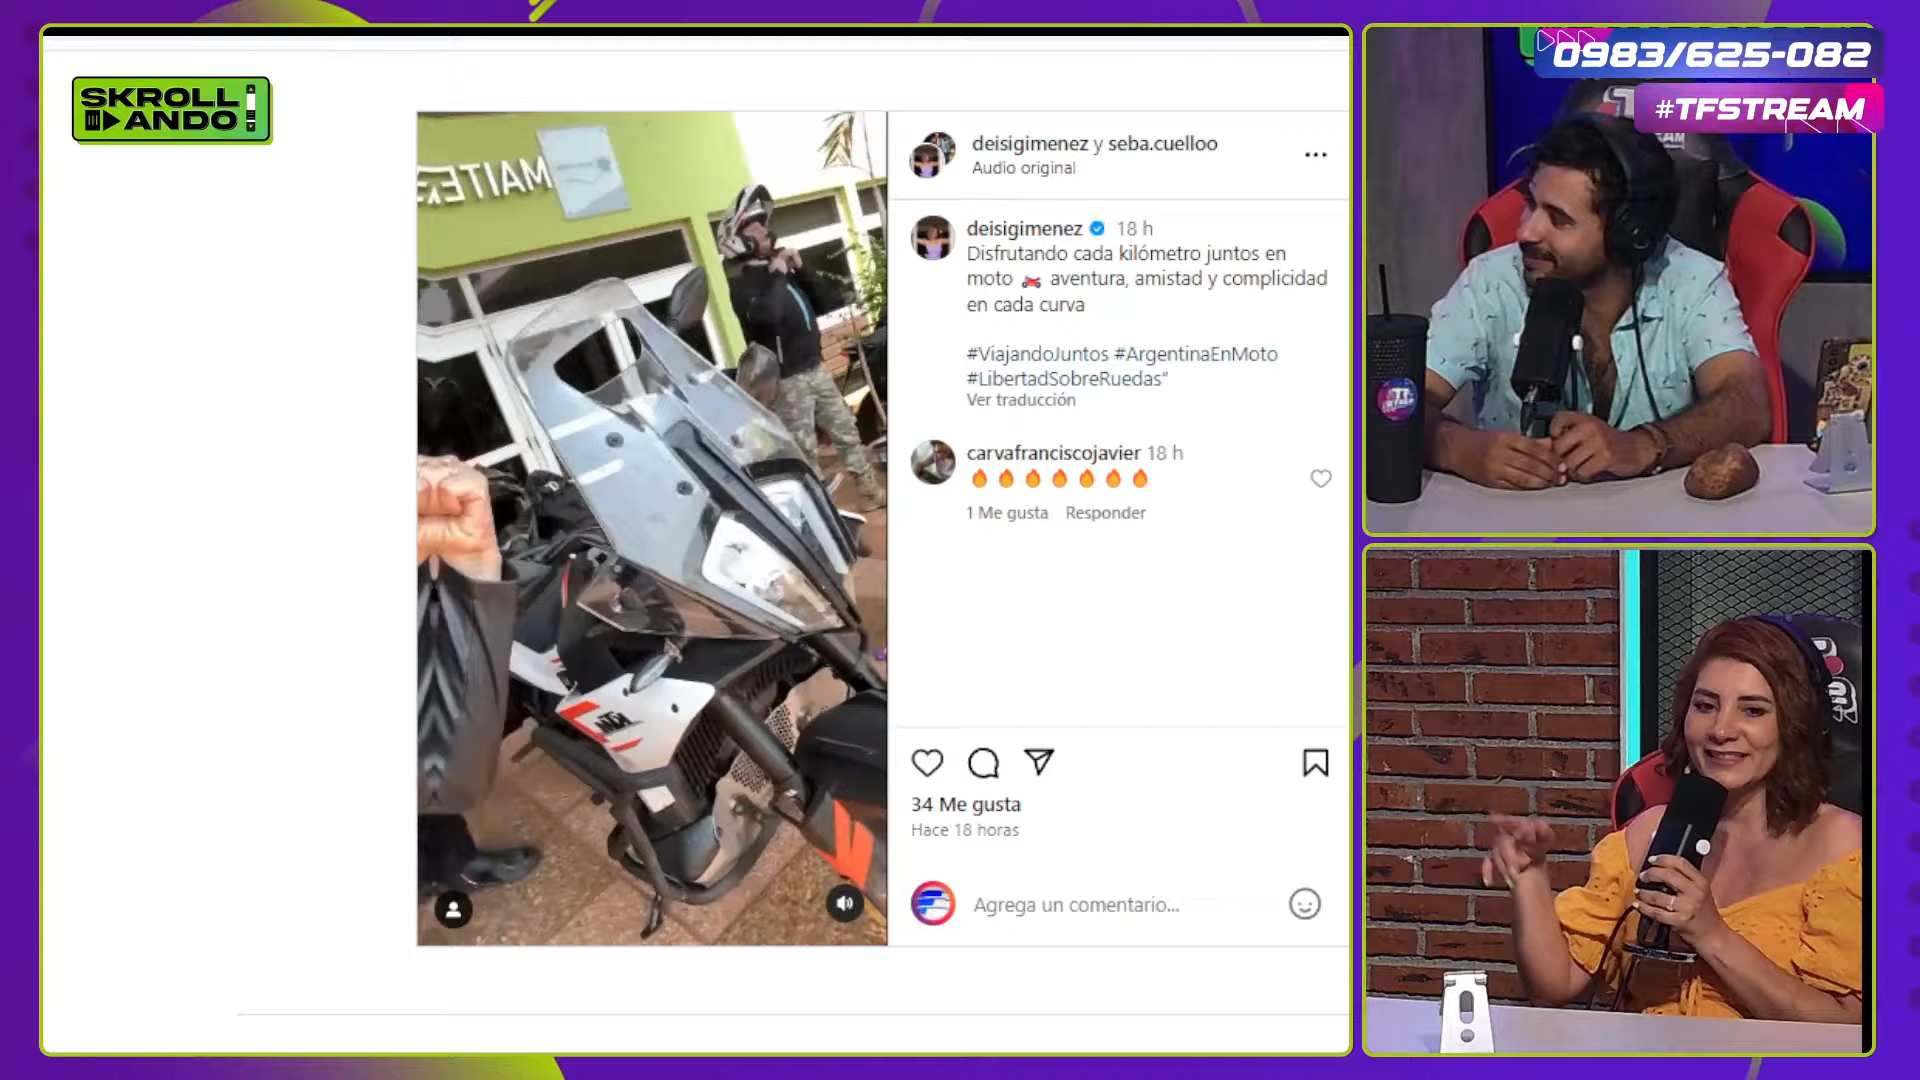 SKROLL
ANDO!
MAITEI
KTM
deisigimenez y seba.cuelloo
Audio original
deisigimenez 18 h
Disfrutando cada kilómetro juntos en
moto 🏍️ aventura, amistad y complicidad
en cada curva
#ViajandoJuntos #ArgentinaEnMoto
#LibertadSobreRuedas"
Ver traducción
carvafranciscojavier 18 h
🔥🔥🔥🔥🔥🔥🔥
1 Me gusta Responder
34 Me gusta
Hace 18 horas
Agrega un comentario...
0983/625-082
#TFSTREAM